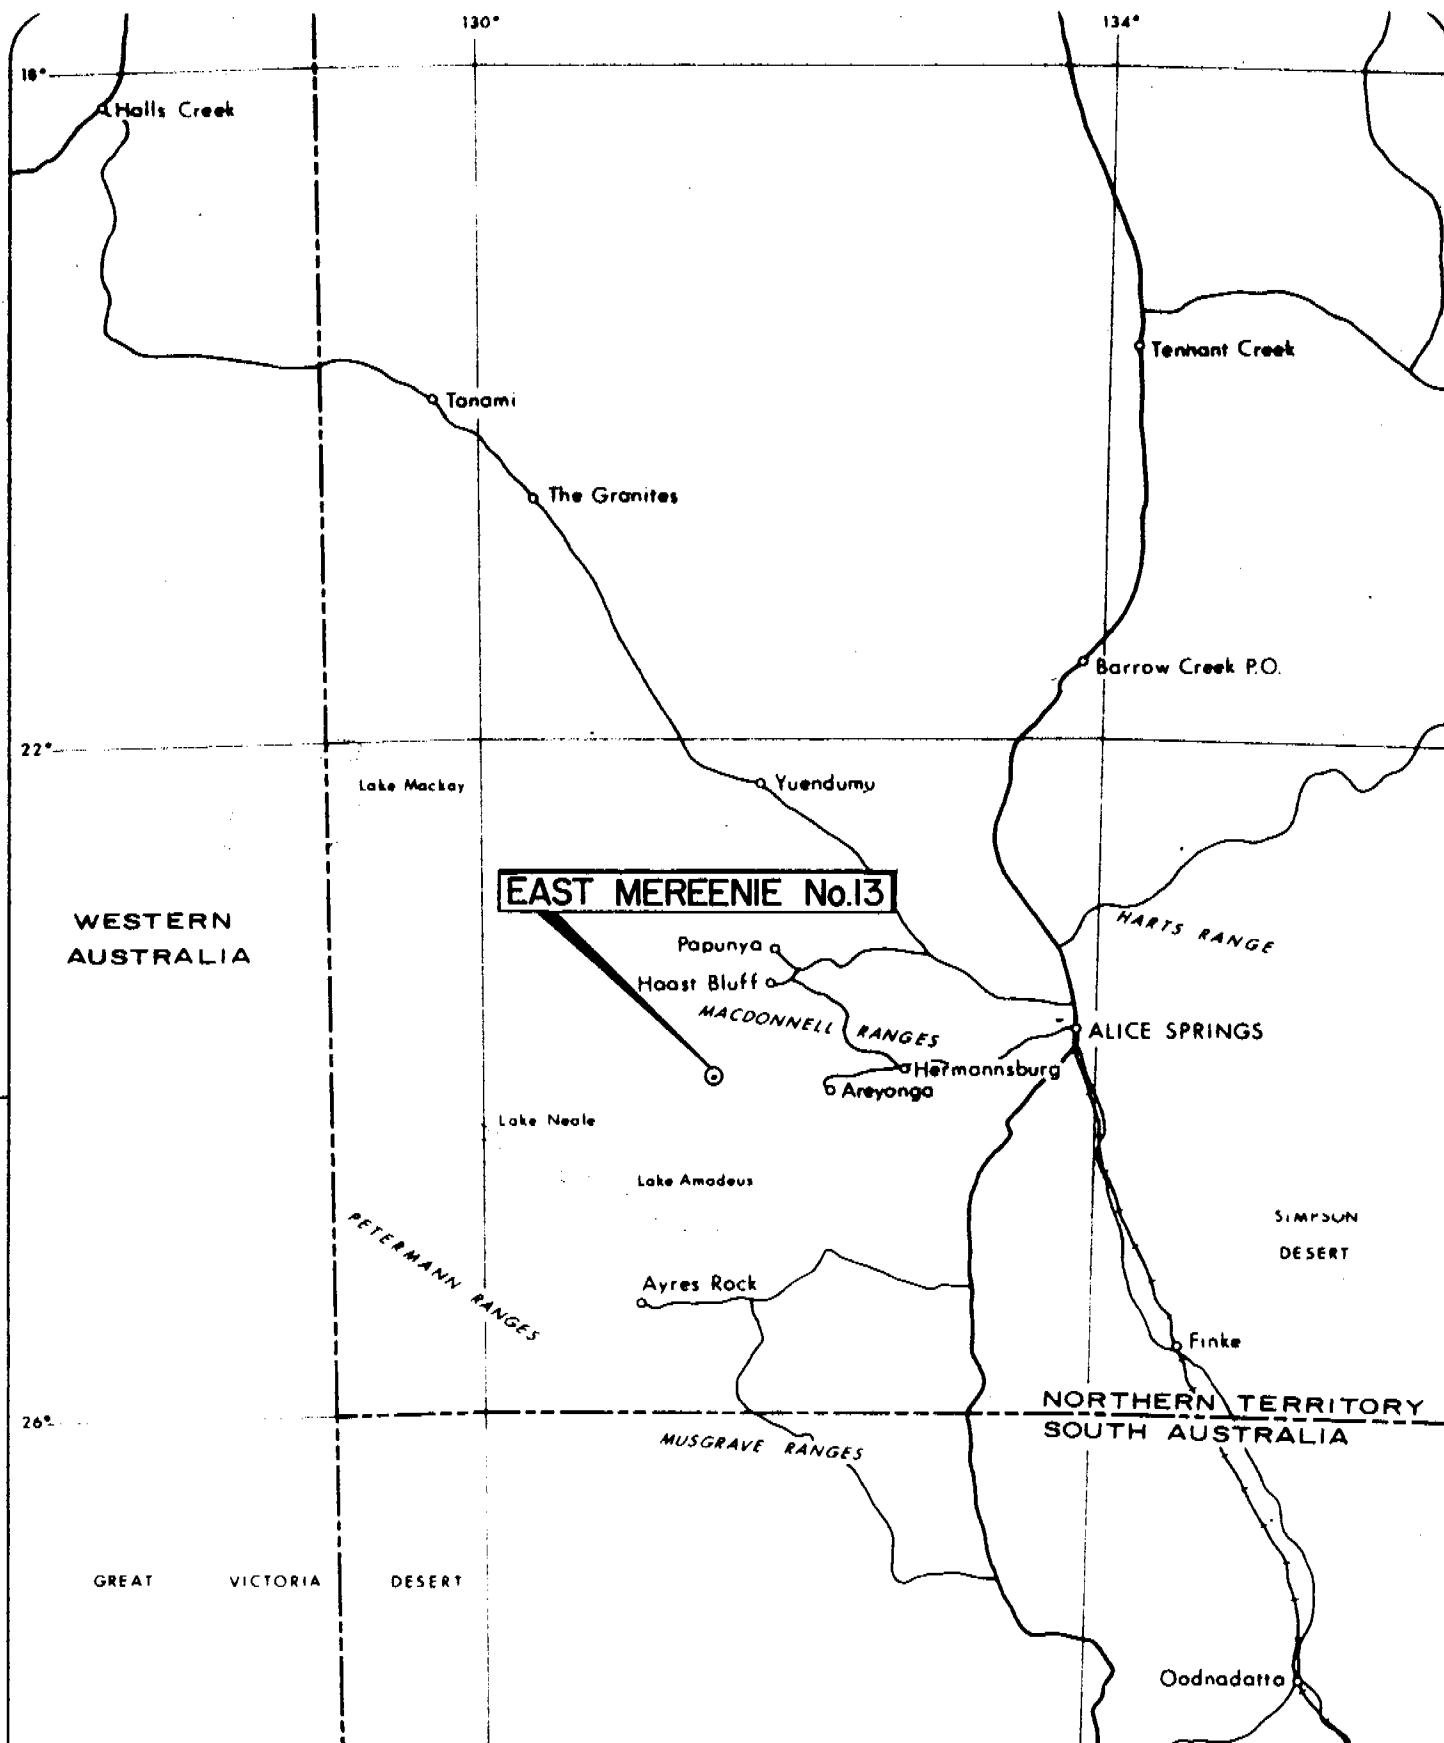 130°
134°
18°
Halls Creek
Tennant Creek
Tanami
The Granites
Barrow Creek P.O.
22°
Lake Mackay
Yuendumu
EAST MEREENIE No.13
WESTERN
AUSTRALIA
HARTS RANGE
Papunya
Haast Bluff
MACDONNELL RANGES
ALICE SPRINGS
Hermannsburg
Areyonga
Lake Neale
Lake Amadeus
PETERMANN RANGES
SIMPSON
DESERT
Ayres Rock
Finke
NORTHERN TERRITORY
26°
SOUTH AUSTRALIA
MUSGRAVE RANGES
GREAT VICTORIA DESERT
Oodnadatta